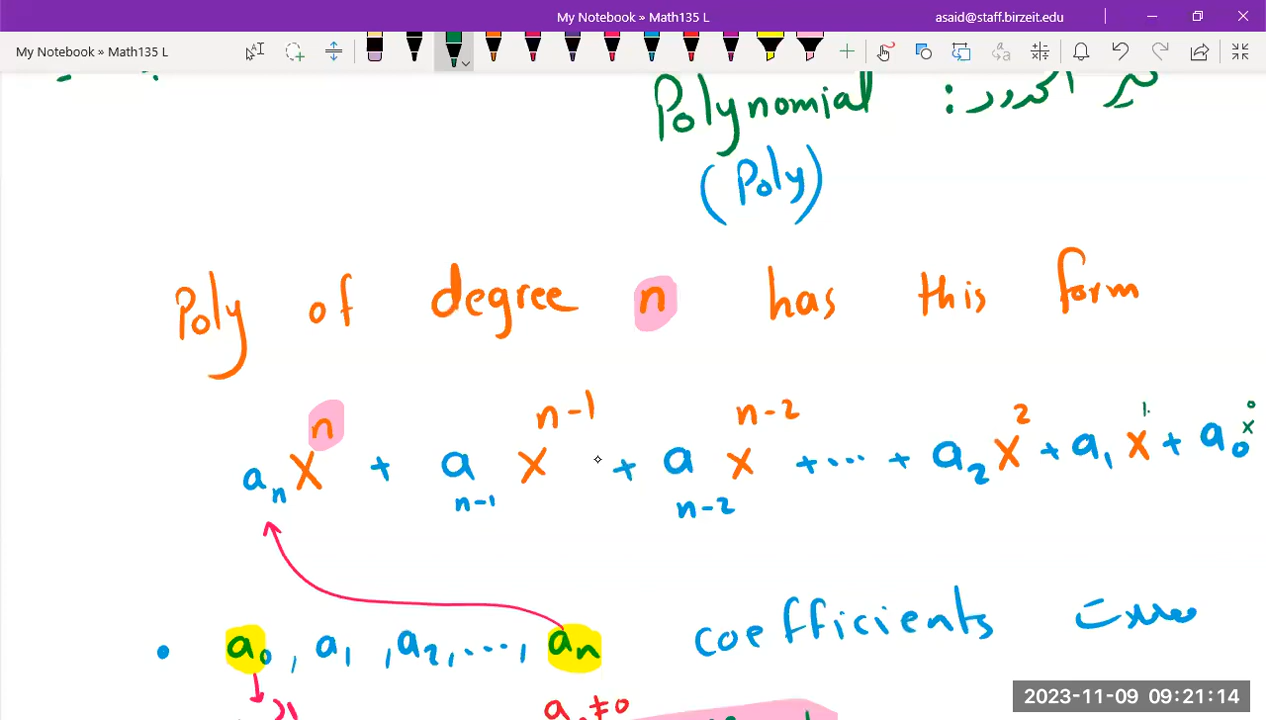 My Notebook » Math135 L
asaid@staff.birzeit.edu
My Notebook » Math135 L
Polynomial : كثير الحدود
(Poly)
Poly of degree n has this form
aₙxⁿ + aₙ₋₁xⁿ⁻¹ + aₙ₋₂xⁿ⁻² + ... + a₂x² + a₁x¹ + a₀x⁰
• a₀, a₁, a₂, ..., aₙ coefficients
aₙ ≠ 0
2023-11-09 09:21:14